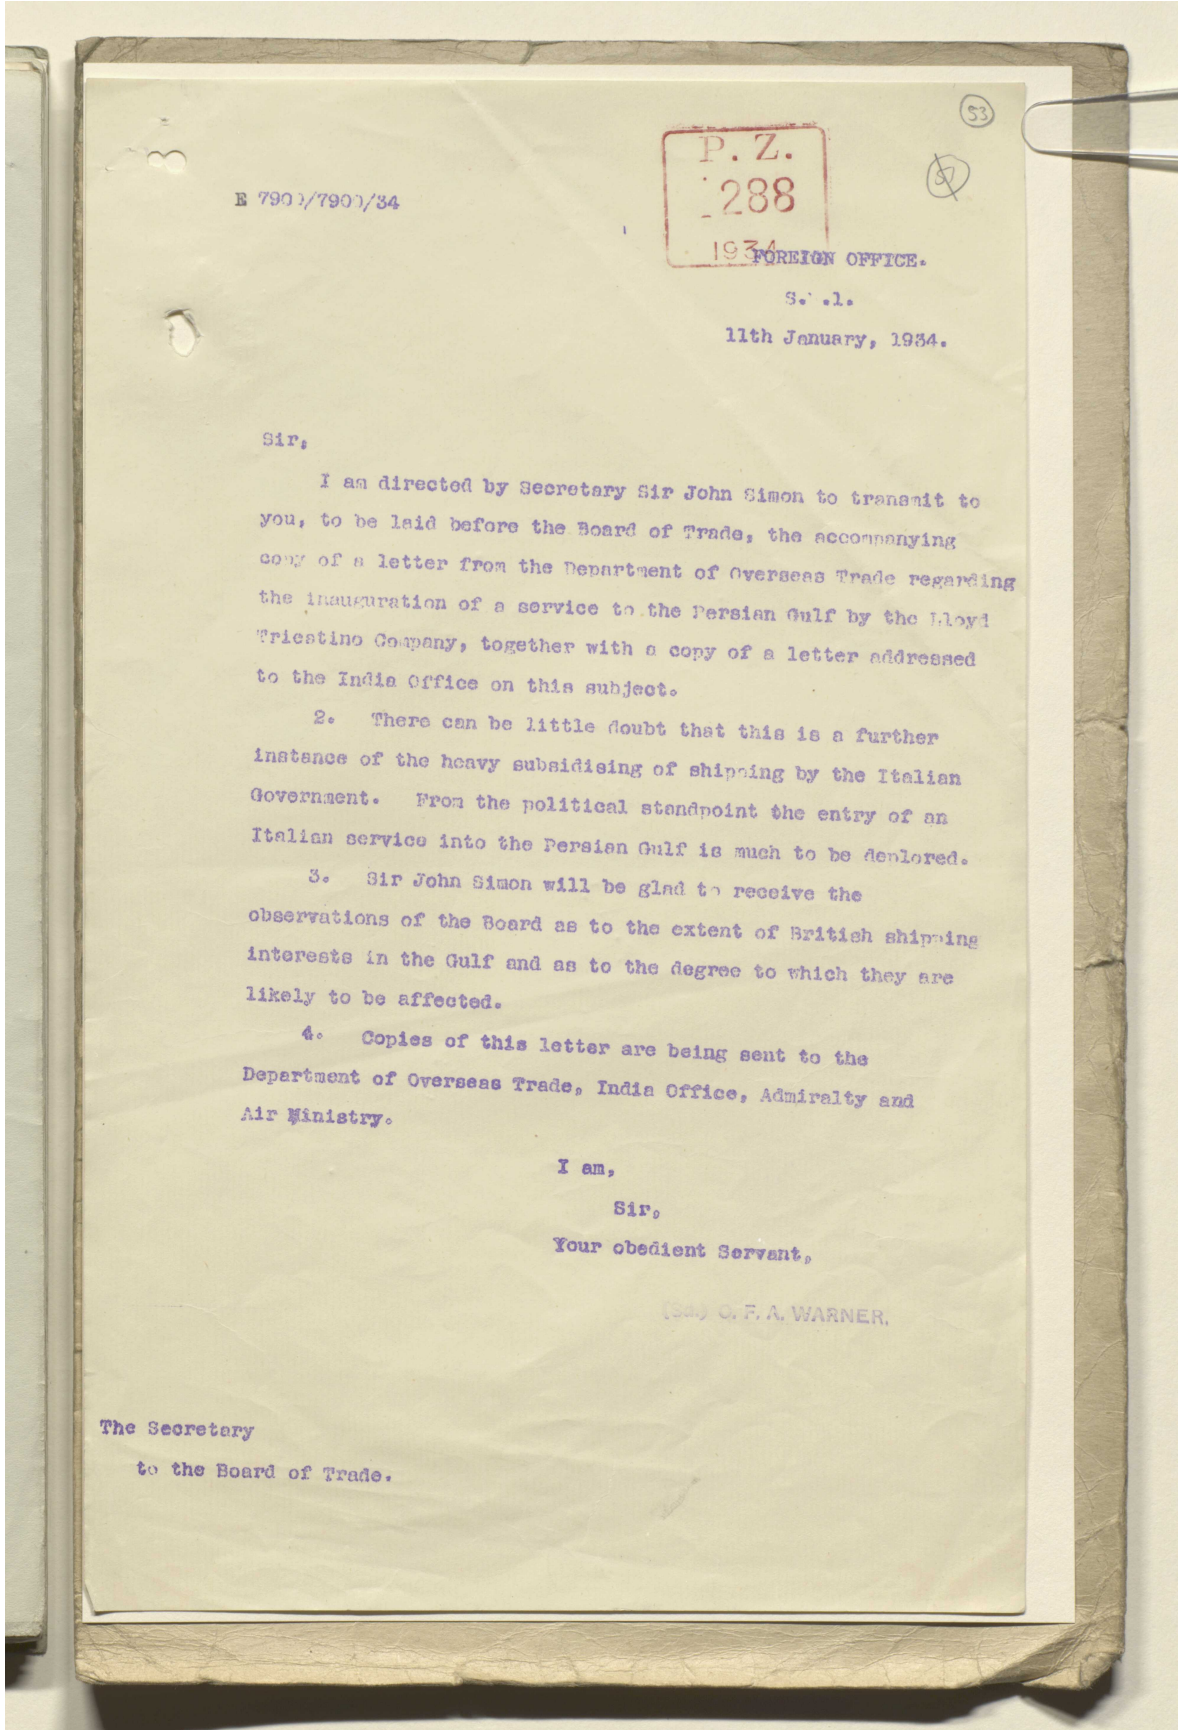 53
57
P. Z.
288
1934
E 7900/7900/34
FOREIGN OFFICE.
S. .1.
11th January, 1934.
Sir,
I am directed by Secretary Sir John Simon to transmit to
you, to be laid before the Board of Trade, the accompanying
copy of a letter from the Department of Overseas Trade regarding
the inauguration of a service to the Persian Gulf by the Lloyd
Triestino Company, together with a copy of a letter addressed
to the India Office on this subject.
2. There can be little doubt that this is a further
instance of the heavy subsidising of shipping by the Italian
Government. From the political standpoint the entry of an
Italian service into the Persian Gulf is much to be deplored.
3. Sir John Simon will be glad to receive the
observations of the Board as to the extent of British shipping
interests in the Gulf and as to the degree to which they are
likely to be affected.
4. Copies of this letter are being sent to the
Department of Overseas Trade, India Office, Admiralty and
Air Ministry.
I am,
Sir,
Your obedient Servant,
(Sd) O. F. A. WARNER.
The Secretary
to the Board of Trade.